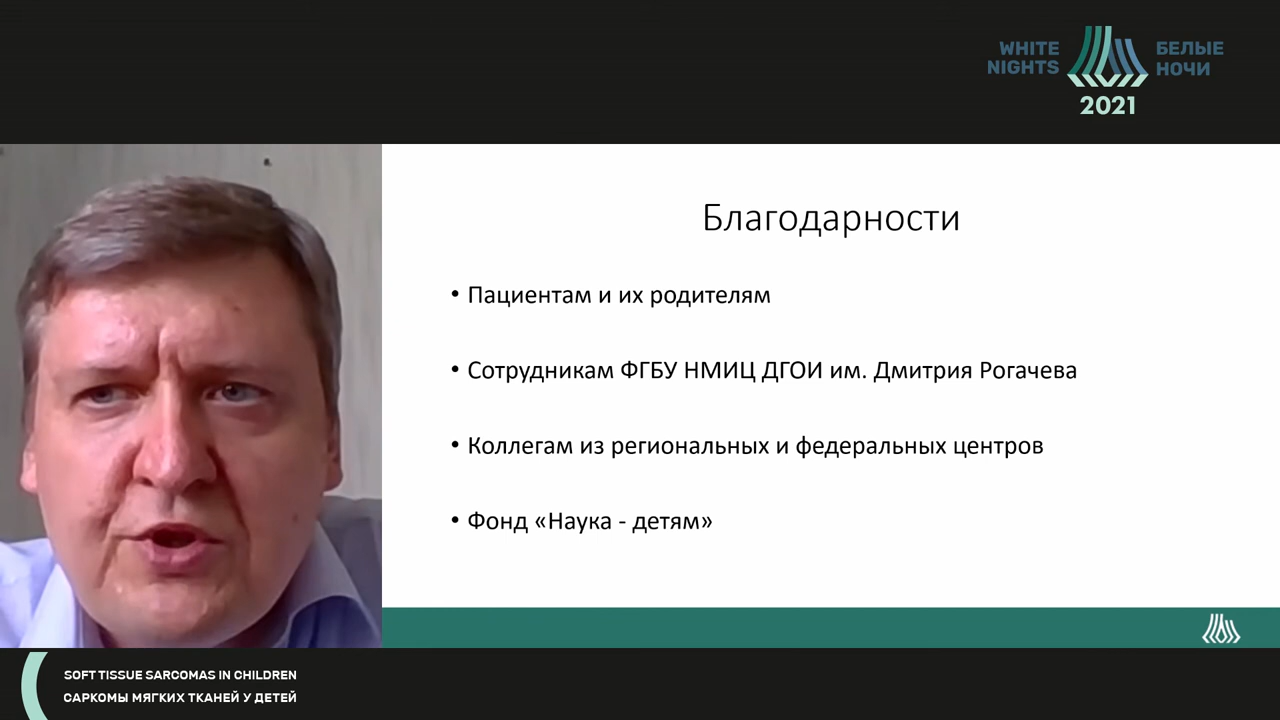 WHITE NIGHTS
БЕЛЫЕ НОЧИ
2021
Благодарности
• Пациентам и их родителям
• Сотрудникам ФГБУ НМИЦ ДГОИ им. Дмитрия Рогачева
• Коллегам из региональных и федеральных центров
• Фонд «Наука - детям»
SOFT TISSUE SARCOMAS IN CHILDREN
САРКОМЫ МЯГКИХ ТКАНЕЙ У ДЕТЕЙ